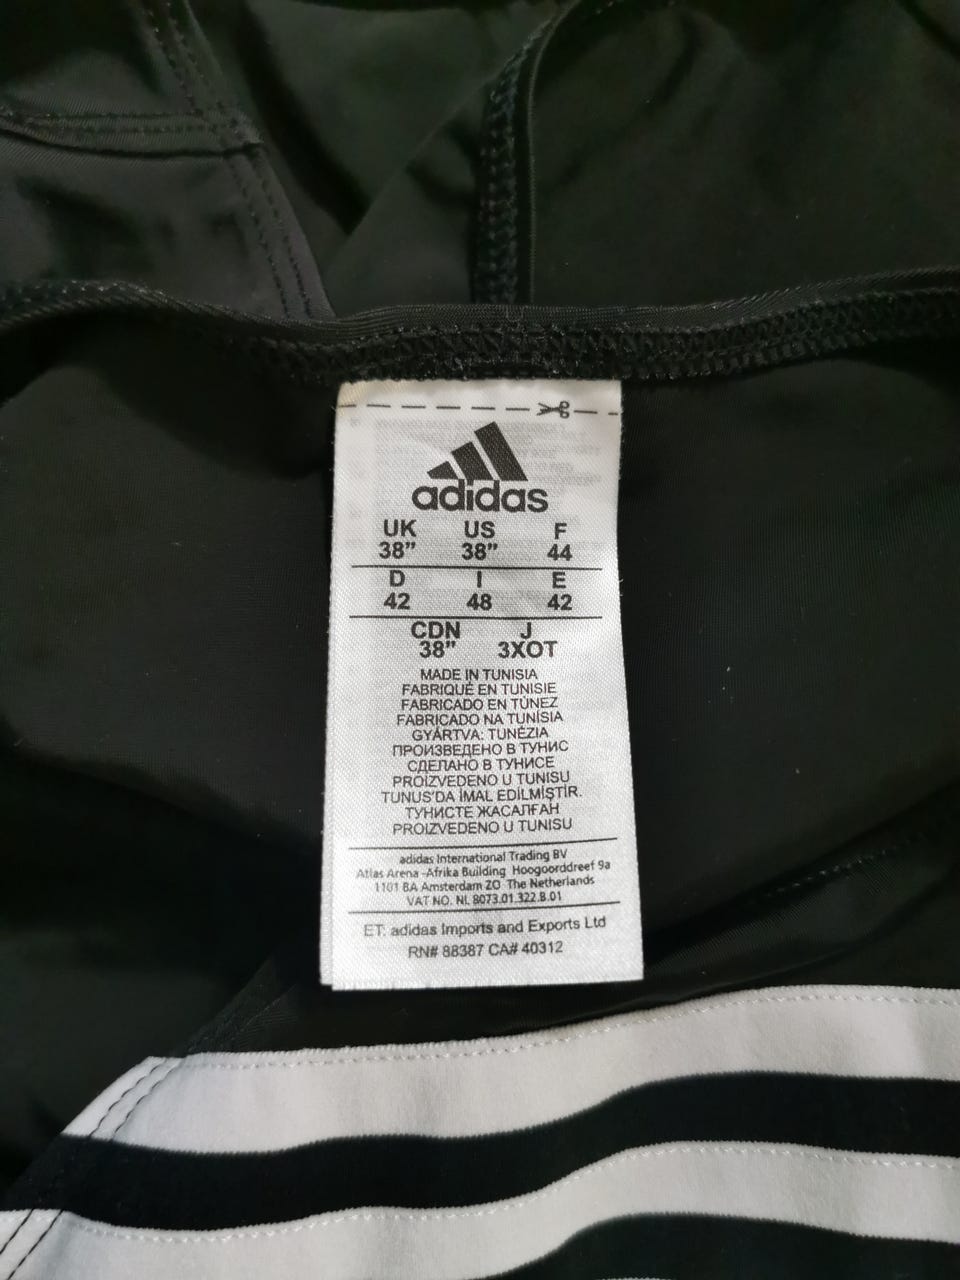 adidas
UK US F
38" 38" 44
D I E
42 48 42
CDN J
38" 3XOT
MADE IN TUNISIA
FABRIQUÉ EN TUNISIE
FABRICADO EN TÚNEZ
FABRICADO NA TUNÍSIA
GYÁRTVA: TUNÉZIA
ПРОИЗВЕДЕНО В ТУНИС
СДЕЛАНО В ТУНИСЕ
PROIZVEDENO U TUNISU
TUNUS'DA İMAL EDİLMİŞTİR.
ТУНИСТЕ ЖАСАЛҒАН
PROIZVEDENO U TUNISU
adidas International Trading BV
Atlas Arena -Afrika Building Hoogoorddreef 9a
1101 BA Amsterdam ZO The Netherlands
VAT NO. NL 8073.01.322.B.01
ET. adidas Imports and Exports Ltd
RN# 88387 CA# 40312